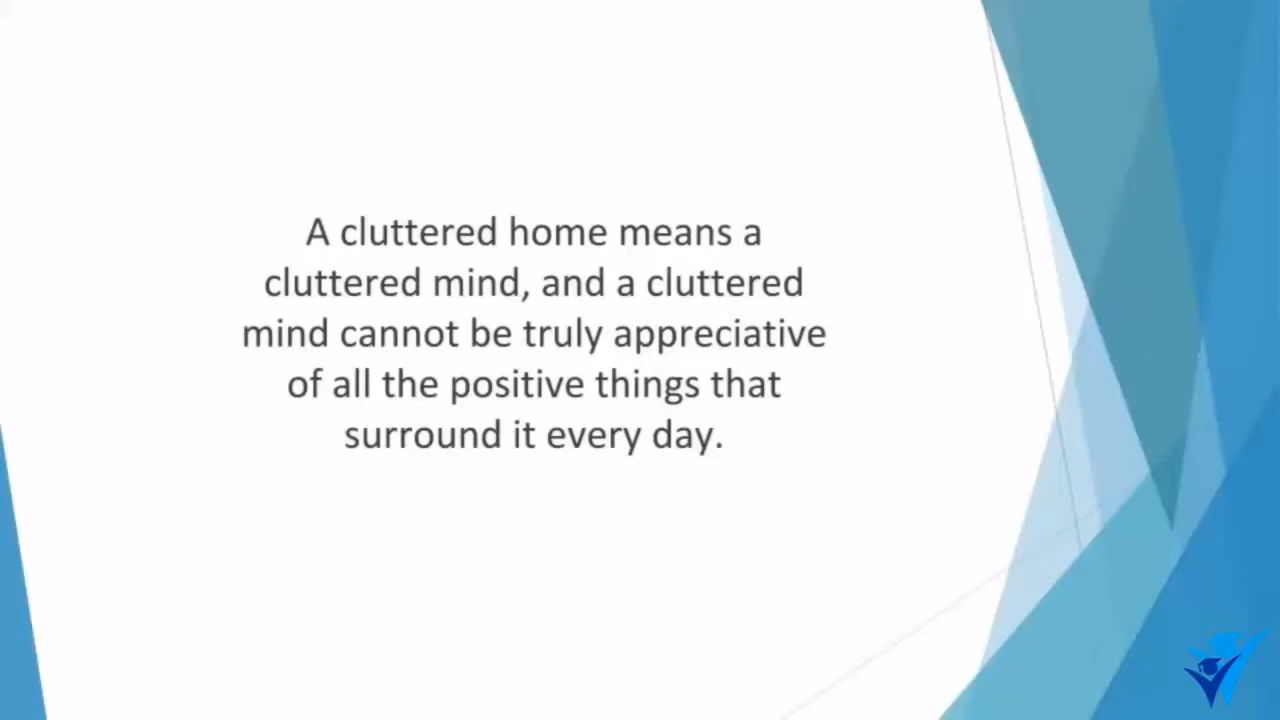 A cluttered home means a
cluttered mind, and a cluttered
mind cannot be truly appreciative
of all the positive things that
surround it every day.